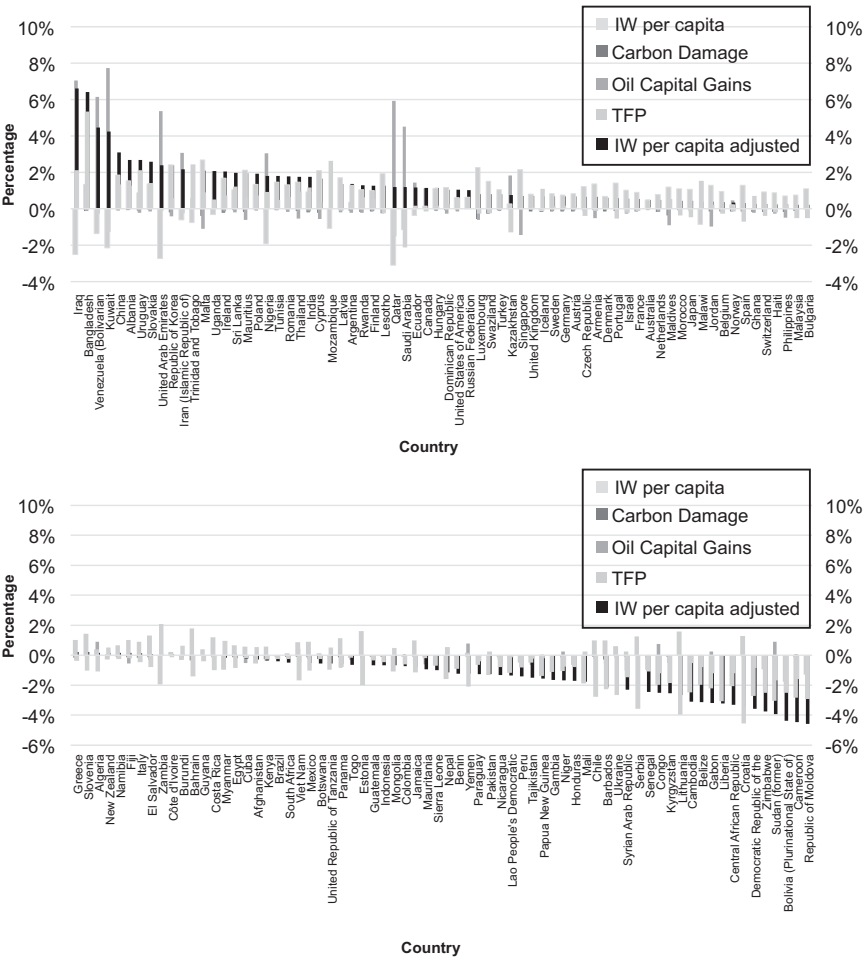 10%
8%
6%
4%
2%
0%
-2%
-4%
Percentage
10%
8%
6%
4%
2%
0%
-2%
-4%
IW per capita
Carbon Damage
Oil Capital Gains
TFP
IW per capita adjusted
Iraq
Bangladesh
Venezuela (Bolivarian
Kuwait
China
Albania
Uruguay
Slovakia
United Arab Emirates
Republic of Korea
Iran (Islamic Republic of)
Trinidad and Tobago
Malta
Uganda
Ireland
Sri Lanka
Mauritius
Poland
Nigeria
Tunisia
Romania
Thailand
India
Cyprus
Mozambique
Latvia
Argentina
Rwanda
Finland
Lesotho
Qatar
Saudi Arabia
Ecuador
Canada
Hungary
Dominican Republic
United States of America
Russian Federation
Luxembourg
Swaziland
Turkey
Kazakhstan
Singapore
United Kingdom
Iceland
Sweden
Germany
Austria
Czech Republic
Armenia
Denmark
Portugal
Israel
France
Australia
Netherlands
Maldives
Morocco
Japan
Malawi
Jordan
Belgium
Norway
Spain
Ghana
Switzerland
Haiti
Philippines
Malaysia
Bulgaria
Country
10%
8%
6%
4%
2%
0%
-2%
-4%
-6%
Percentage
10%
8%
6%
4%
2%
0%
-2%
-4%
-6%
IW per capita
Carbon Damage
Oil Capital Gains
TFP
IW per capita adjusted
Greece
Slovenia
Algeria
New Zealand
Namibia
Fiji
Italy
El Salvador
Zambia
Côte d'Ivoire
Burundi
Bahrain
Guyana
Costa Rica
Myanmar
Egypt
Cuba
Afghanistan
Kenya
Brazil
South Africa
Viet Nam
Mexico
Botswana
United Republic of Tanzania
Panama
Togo
Estonia
Guatemala
Indonesia
Mongolia
Colombia
Jamaica
Mauritania
Sierra Leone
Nepal
Benin
Yemen
Paraguay
Pakistan
Nicaragua
Lao People's Democratic
Peru
Tajikistan
Papua New Guinea
Gambia
Niger
Honduras
Mali
Chile
Barbados
Ukraine
Syrian Arab Republic
Serbia
Senegal
Congo
Kyrgyzstan
Lithuania
Cambodia
Belize
Gabon
Liberia
Central African Republic
Croatia
Democratic Republic of the
Zimbabwe
Sudan (former)
Bolivia (Plurinational State of)
Cameroon
Republic of Moldova
Country